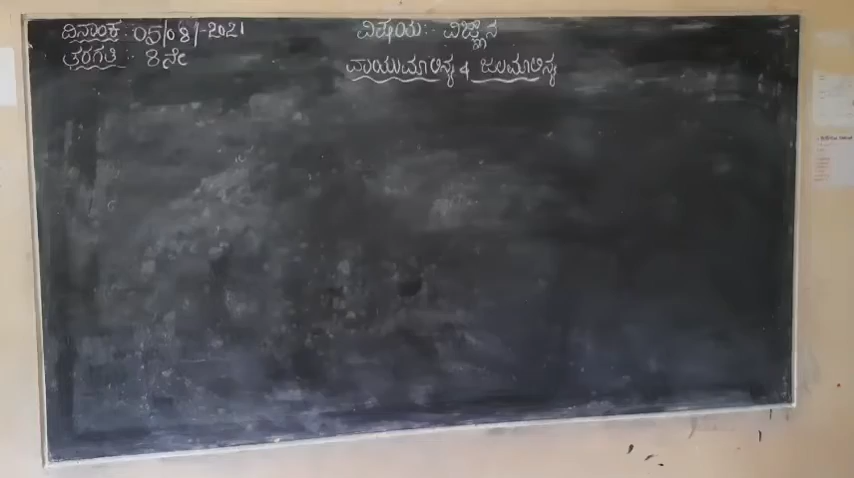 ದಿನಾಂಕ :- 05/08/-2021 ವಿಷಯ:- ವಿಜ್ಞಾನ
ತರಗತಿ :- 8ನೇ
ವಾಯುಮಾಲಿನ್ಯ & ಜಲಮಾಲಿನ್ಯ